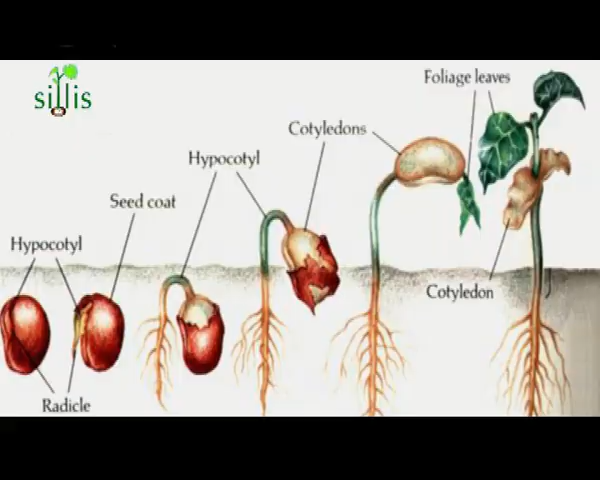 sillis
Foliage leaves
Cotyledons
Hypocotyl
Seed coat
Hypocotyl
Cotyledon
Radicle